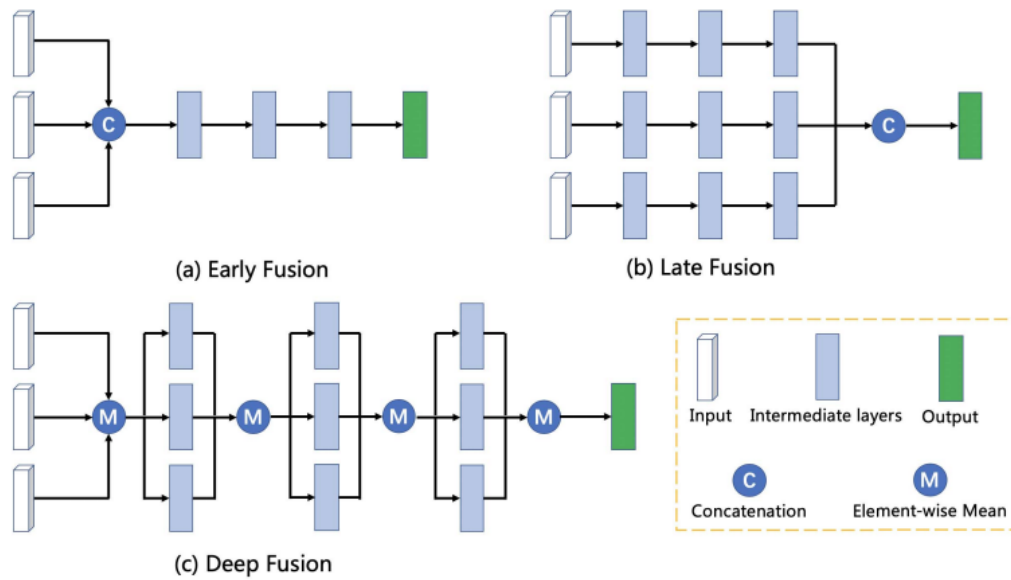 C
(a) Early Fusion
C
(b) Late Fusion
M
M
M
M
(c) Deep Fusion
Input
Intermediate layers
Output
C
Concatenation
M
Element-wise Mean